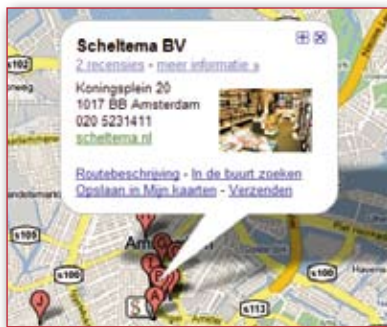 Scheltema BV
2 recensies - meer informatie »
Koningsplein 20
1017 BB Amsterdam
020 5231411
scheltema.nl
Routebeschrijving - In de buurt zoeken
Opslaan in Mijn kaarten - Verzenden
s102
s105
s100
s100
s113
J
A